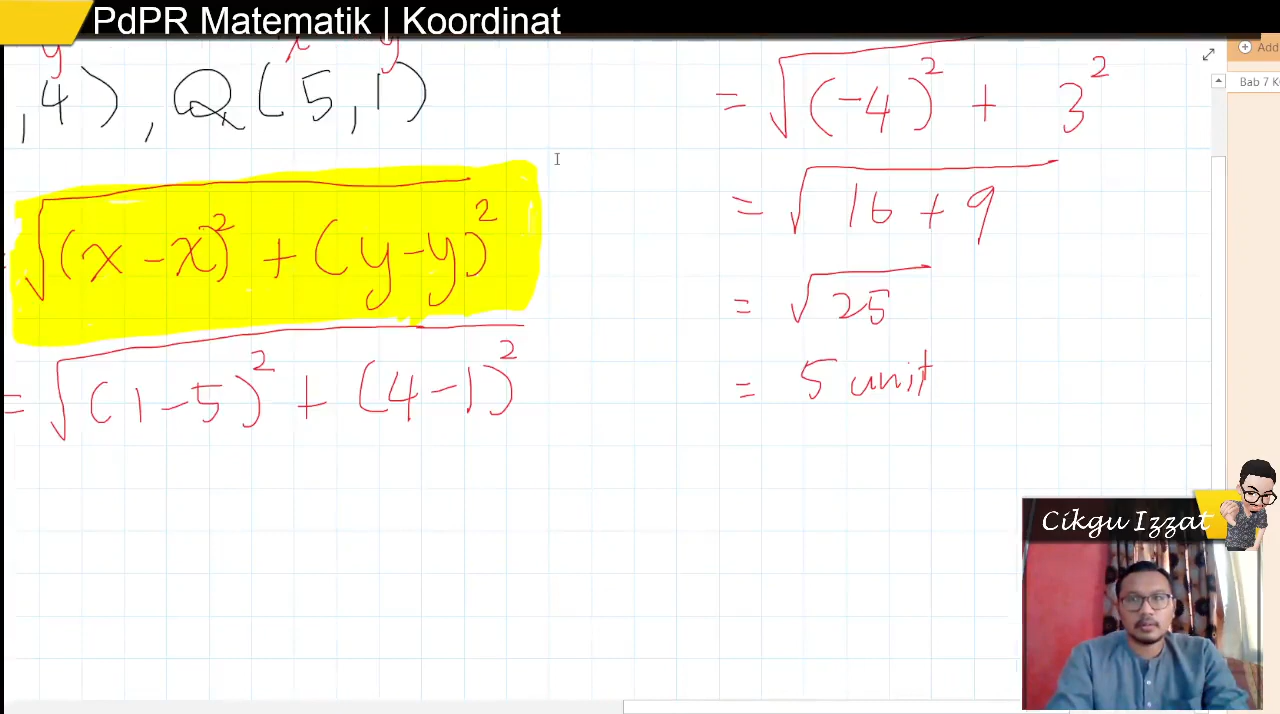 PdPR Matematik | Koordinat
y x y
, 4) , Q ( 5, 1)
= √(x - x)² + (y - y)²
= √(1 - 5)² + (4 - 1)²
= √(-4)² + 3²
= √16 + 9
= √25
= 5 unit
Add
Bab 7 K
Cikgu Izzat